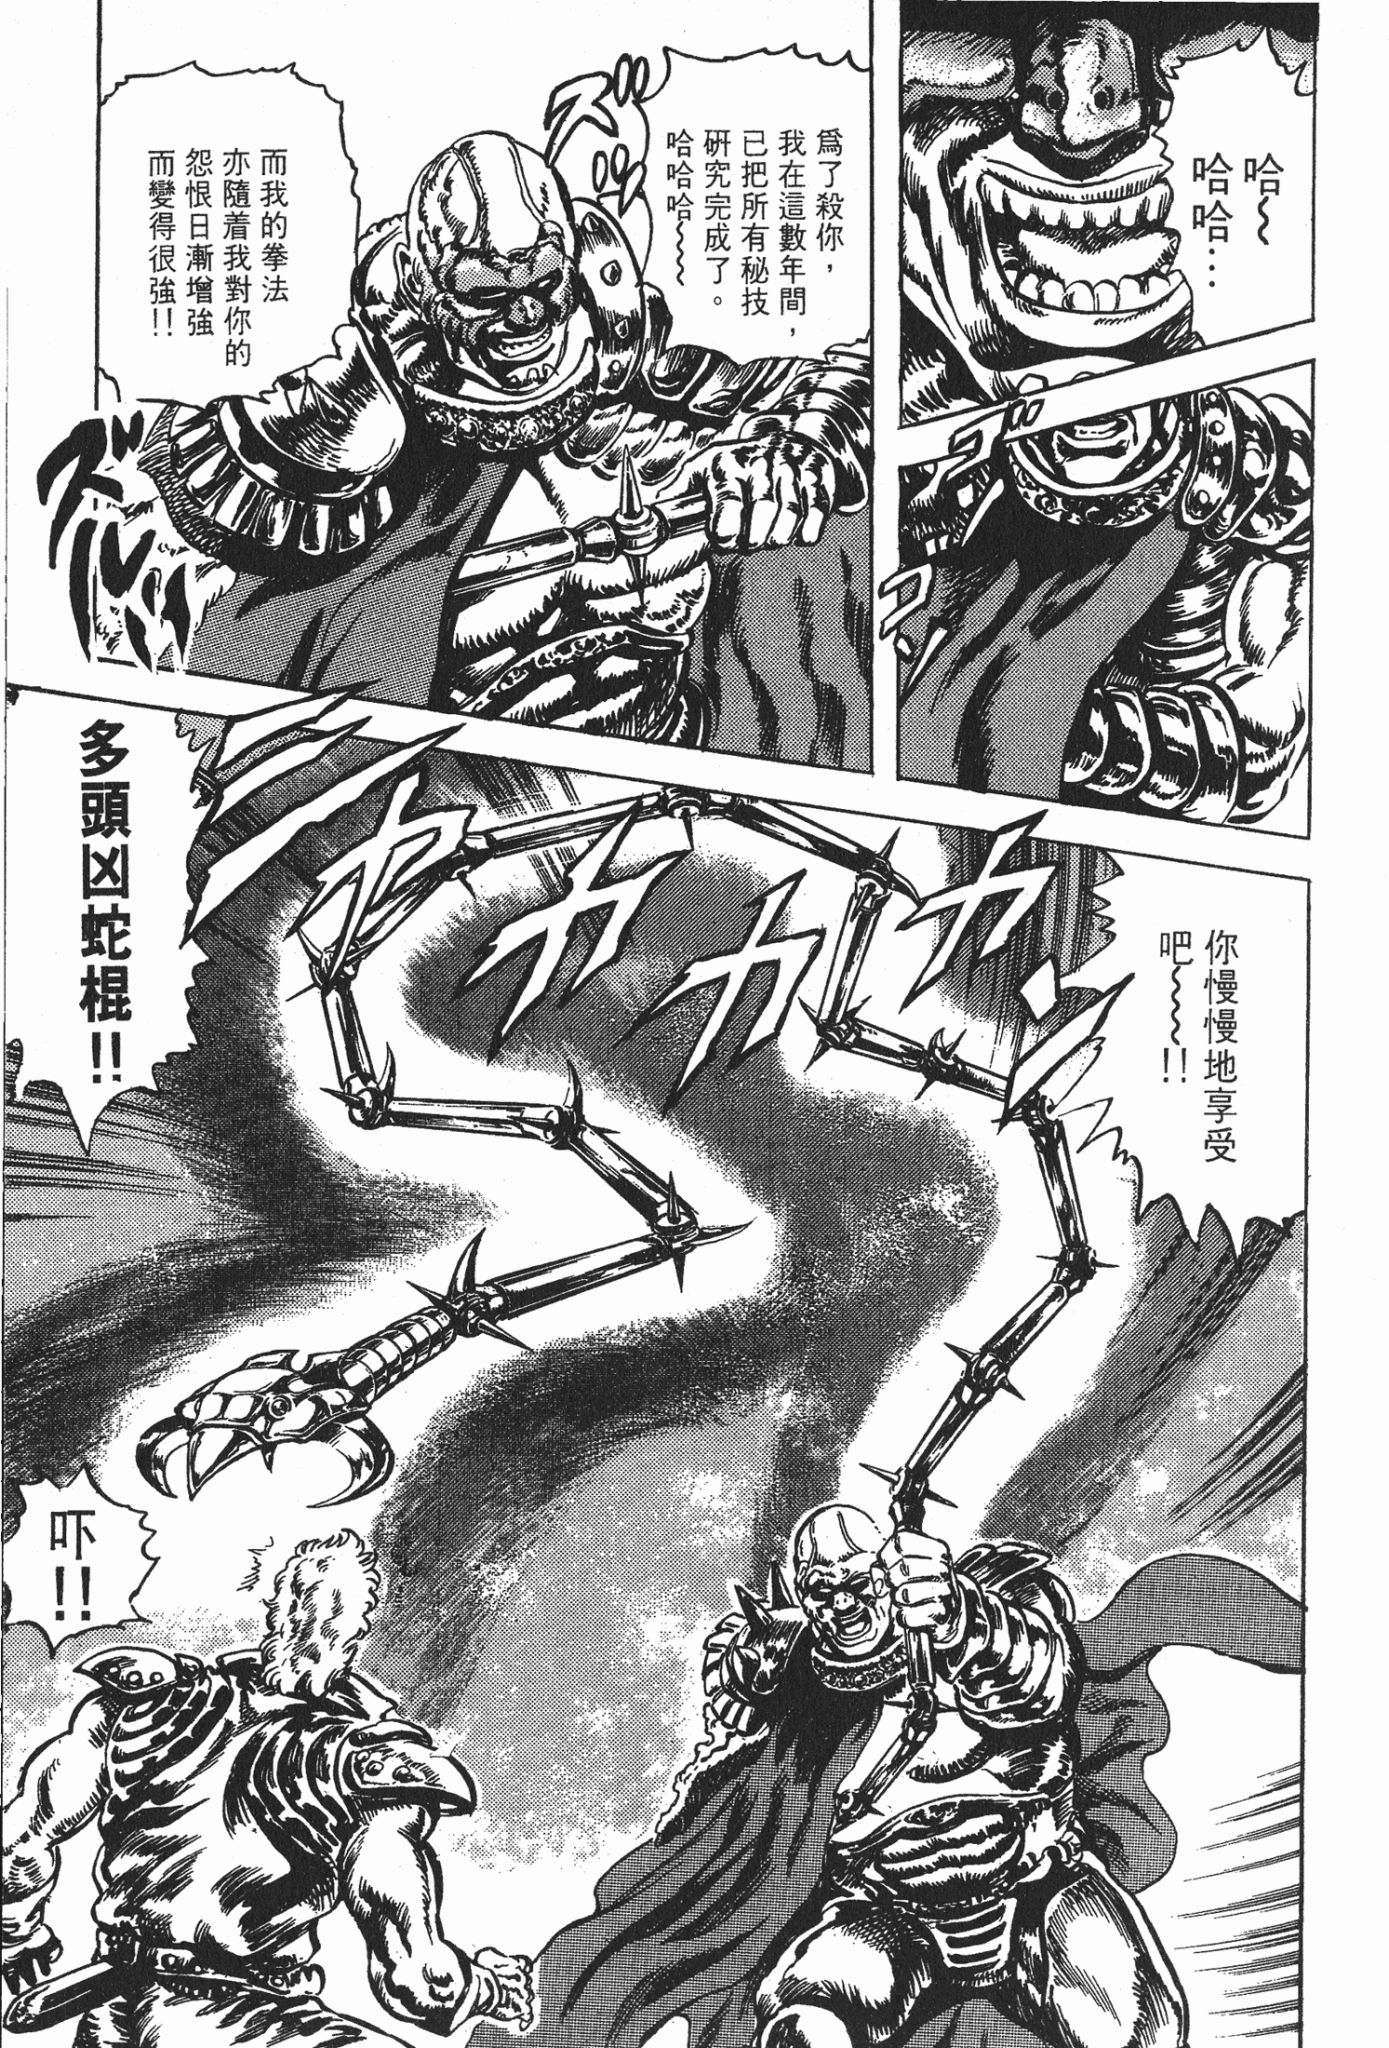 哈～
哈哈…
為了殺你，
我在這數年間，
已把所有秘技
研究完成了。
哈哈哈～
而我的拳法
亦隨着我對你的
怨恨日漸增強
而變得很強!!
你慢慢地享受
吧～!!
多頭凶蛇棍!!
吓!!